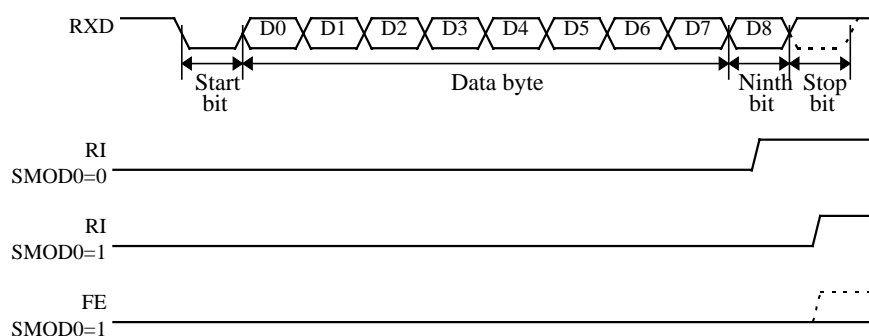 RXD D0 D1 D2 D3 D4 D5 D6 D7 D8
Start Data byte Ninth Stop
bit bit bit
RI
SMOD0=0
RI
SMOD0=1
FE
SMOD0=1